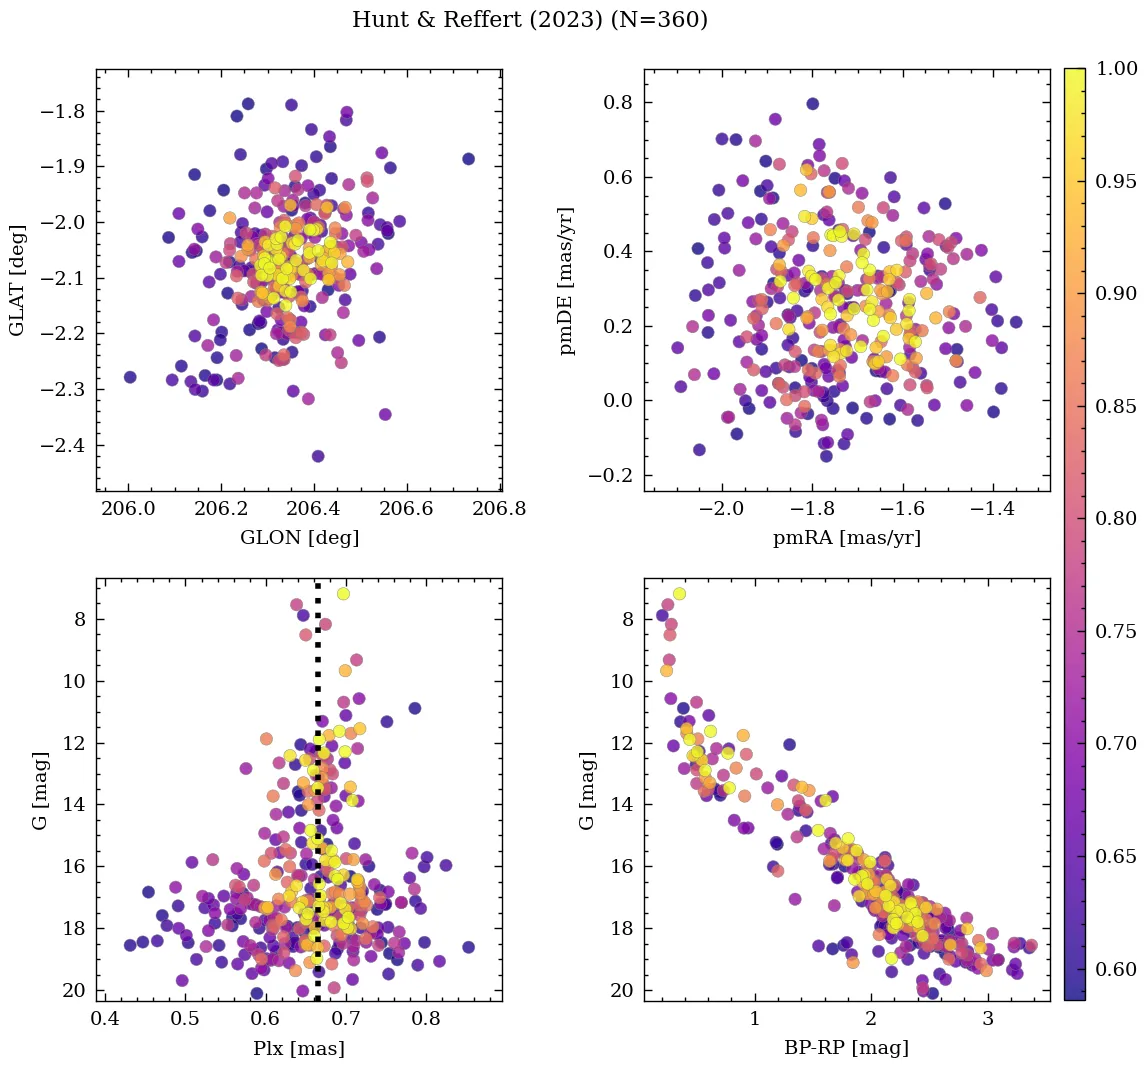 Hunt & Reffert (2023) (N=360)
−1.8
−1.9
−2.0
−2.1
−2.2
−2.3
−2.4
GLAT [deg]
206.0 206.2 206.4 206.6 206.8
GLON [deg]
0.8
0.6
0.4
0.2
0.0
−0.2
pmDE [mas/yr]
−2.0 −1.8 −1.6 −1.4
pmRA [mas/yr]
8
10
12
14
16
18
20
G [mag]
0.4 0.5 0.6 0.7 0.8
Plx [mas]
8
10
12
14
16
18
20
G [mag]
1 2 3
BP-RP [mag]
1.00
0.95
0.90
0.85
0.80
0.75
0.70
0.65
0.60